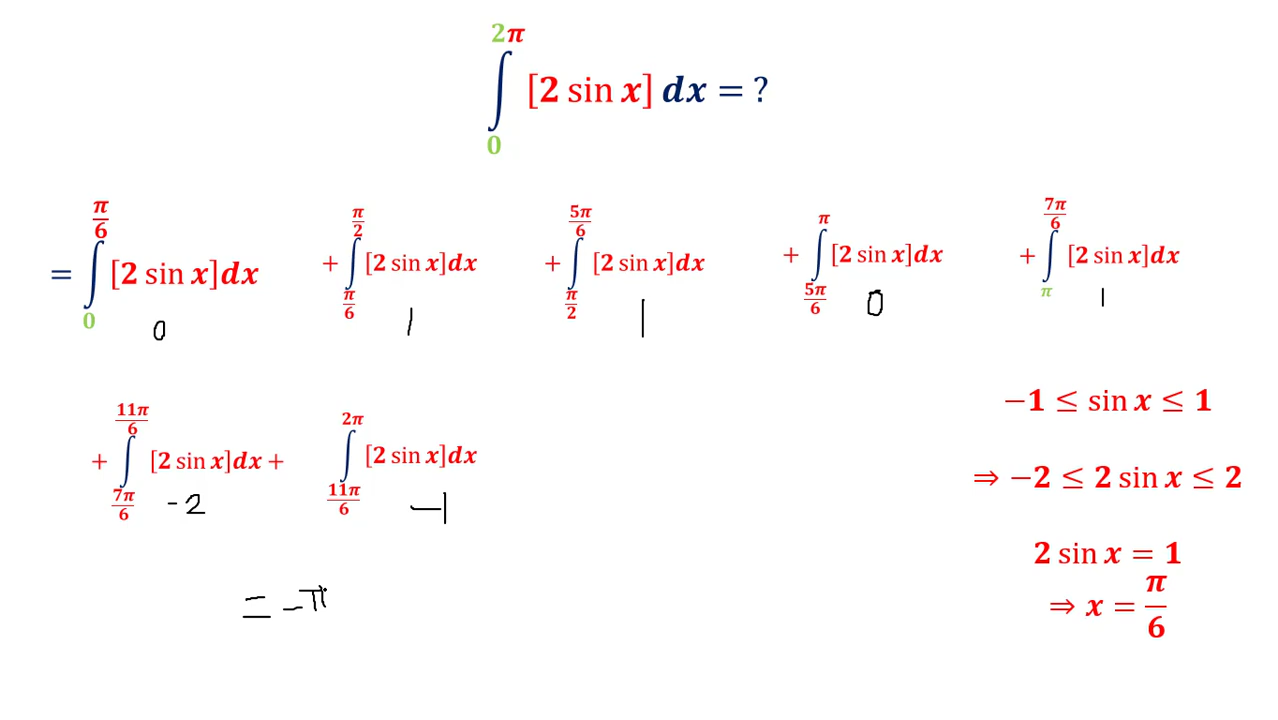 ∫₀^{2π} [2 sin x] dx = ?
= ∫₀^{π/6} [2 sin x]dx + ∫_{π/6}^{π/2} [2 sin x]dx + ∫_{π/2}^{5π/6} [2 sin x]dx + ∫_{5π/6}^{π} [2 sin x]dx + ∫_{π}^{7π/6} [2 sin x]dx
0 1 1 0 1
+ ∫_{7π/6}^{11π/6} [2 sin x]dx + ∫_{11π/6}^{2π} [2 sin x]dx
-2 -1
= -π
−1 ≤ sin x ≤ 1
⇒ −2 ≤ 2 sin x ≤ 2
2 sin x = 1
⇒ x = π/6